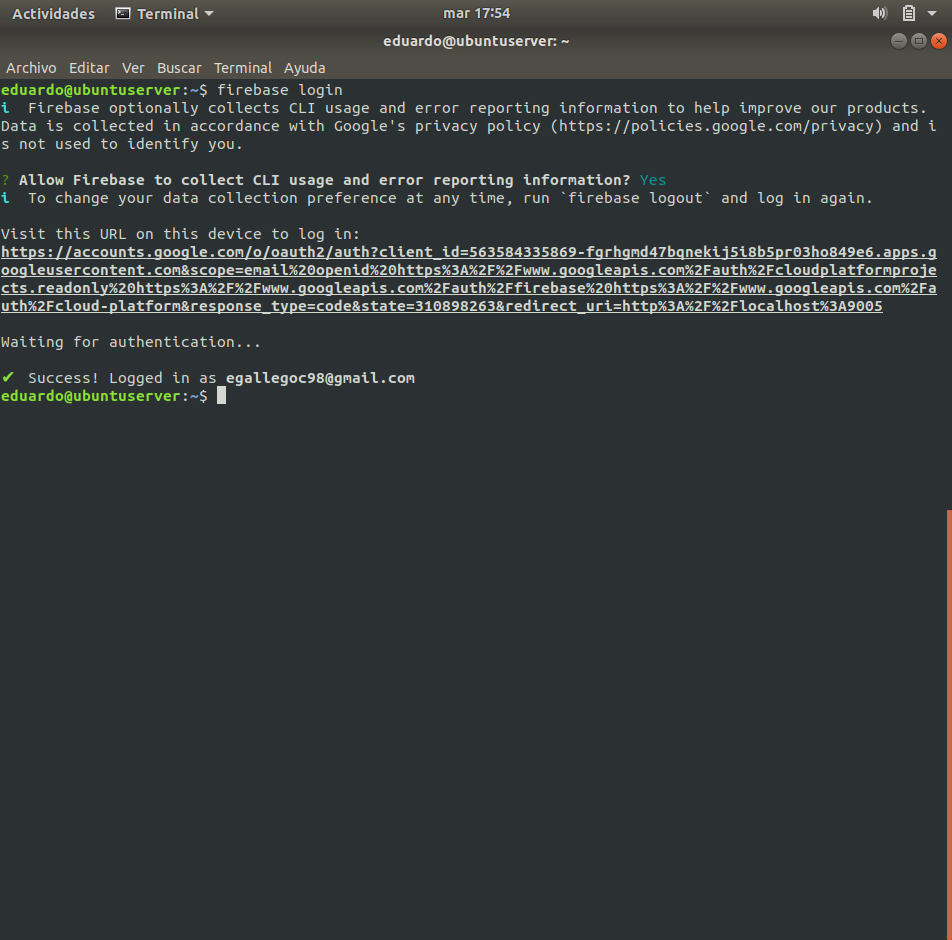 Actividades Terminal mar 17:54
eduardo@ubuntuserver: ~
Archivo Editar Ver Buscar Terminal Ayuda
eduardo@ubuntuserver:~$ firebase login
i  Firebase optionally collects CLI usage and error reporting information to help improve our products.
Data is collected in accordance with Google's privacy policy (https://policies.google.com/privacy) and i
s not used to identify you.
? Allow Firebase to collect CLI usage and error reporting information? Yes
i  To change your data collection preference at any time, run `firebase logout` and log in again.
Visit this URL on this device to log in:
https://accounts.google.com/o/oauth2/auth?client_id=563584335869-fgrhgmd47bqnekij5i8b5pr03ho849e6.apps.g
oogleusercontent.com&scope=email%20openid%20https%3A%2F%2Fwww.googleapis.com%2Fauth%2Fcloudplatformproje
cts.readonly%20https%3A%2F%2Fwww.googleapis.com%2Fauth%2Ffirebase%20https%3A%2F%2Fwww.googleapis.com%2Fa
uth%2Fcloud-platform&response_type=code&state=310898263&redirect_uri=http%3A%2F%2Flocalhost%3A9005
Waiting for authentication...
✔  Success! Logged in as egallegoc98@gmail.com
eduardo@ubuntuserver:~$